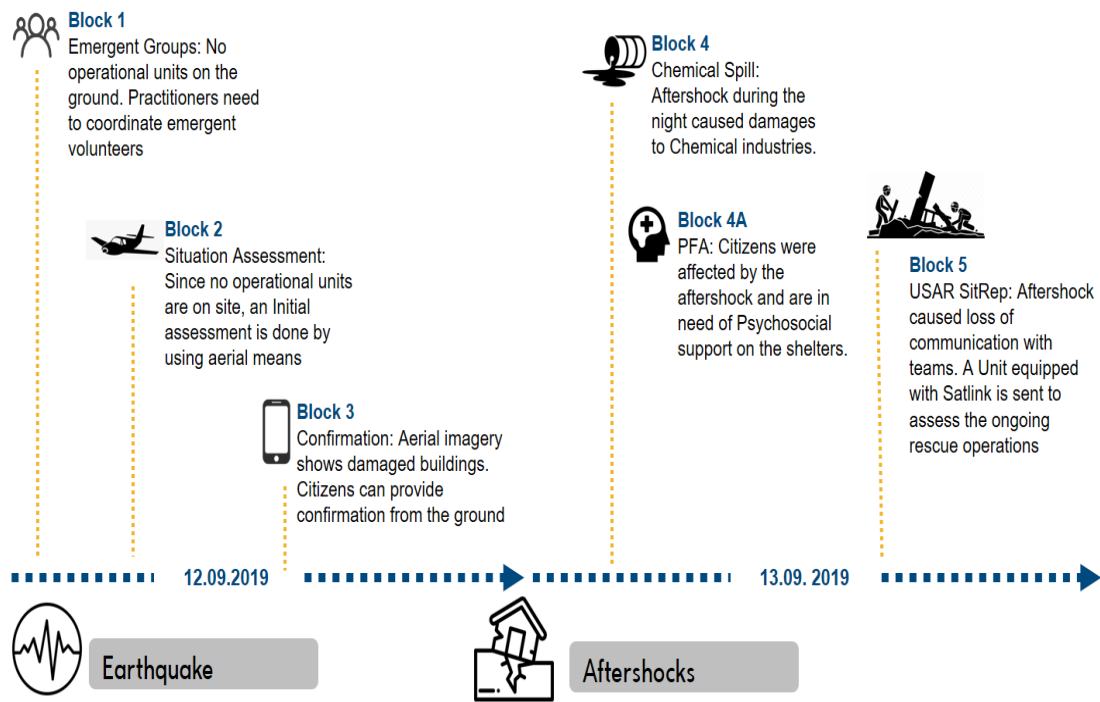 Block 1
Emergent Groups: No
operational units on the
ground. Practitioners need
to coordinate emergent
volunteers
Block 2
Situation Assessment:
Since no operational units
are on site, an Initial
assessment is done by
using aerial means
Block 3
Confirmation: Aerial imagery
shows damaged buildings.
Citizens can provide
confirmation from the ground
Block 4
Chemical Spill:
Aftershock during the
night caused damages
to Chemical industries.
Block 4A
PFA: Citizens were
affected by the
aftershock and are in
need of Psychosocial
support on the shelters.
Block 5
USAR SitRep: Aftershock
caused loss of
communication with
teams. A Unit equipped
with Satlink is sent to
assess the ongoing
rescue operations
12.09.2019
13.09. 2019
Earthquake
Aftershocks